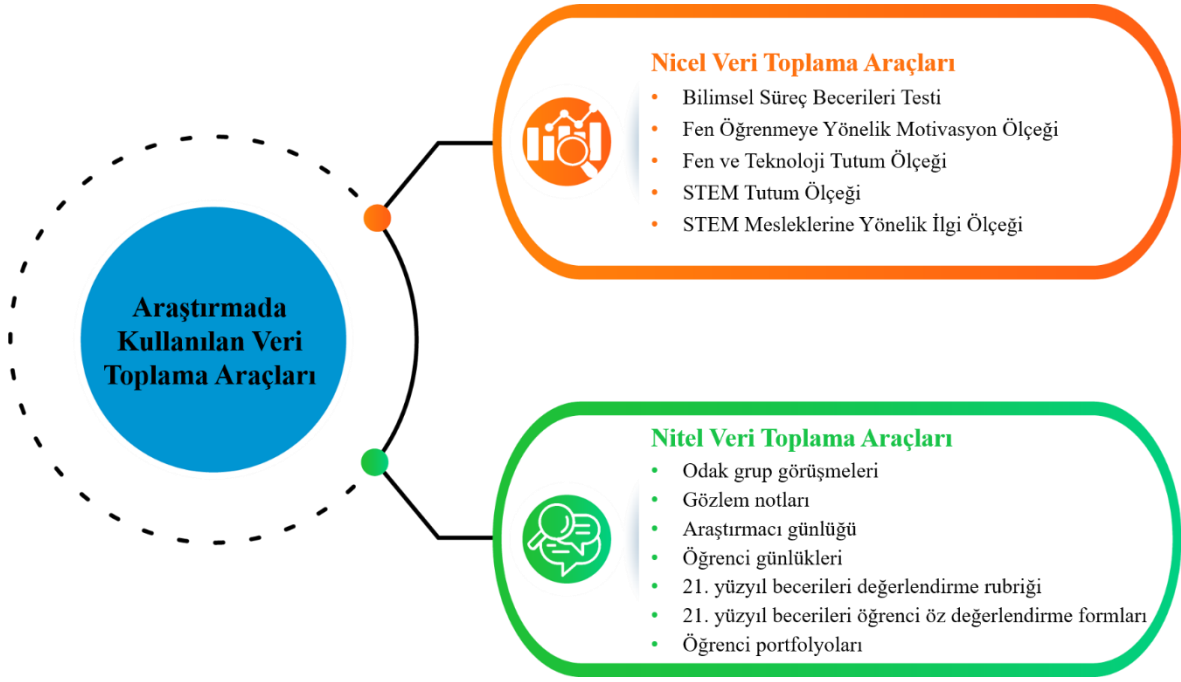 Araştırmada
Kullanılan Veri
Toplama Araçları
Nicel Veri Toplama Araçları
• Bilimsel Süreç Becerileri Testi
• Fen Öğrenmeye Yönelik Motivasyon Ölçeği
• Fen ve Teknoloji Tutum Ölçeği
• STEM Tutum Ölçeği
• STEM Mesleklerine Yönelik İlgi Ölçeği
Nitel Veri Toplama Araçları
• Odak grup görüşmeleri
• Gözlem notları
• Araştırmacı günlüğü
• Öğrenci günlükleri
• 21. yüzyıl becerileri değerlendirme rubriği
• 21. yüzyıl becerileri öğrenci öz değerlendirme formları
• Öğrenci portfolyoları